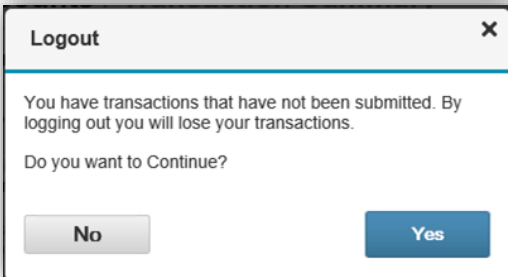 Logout
You have transactions that have not been submitted. By
logging out you will lose your transactions.
Do you want to Continue?
No
Yes